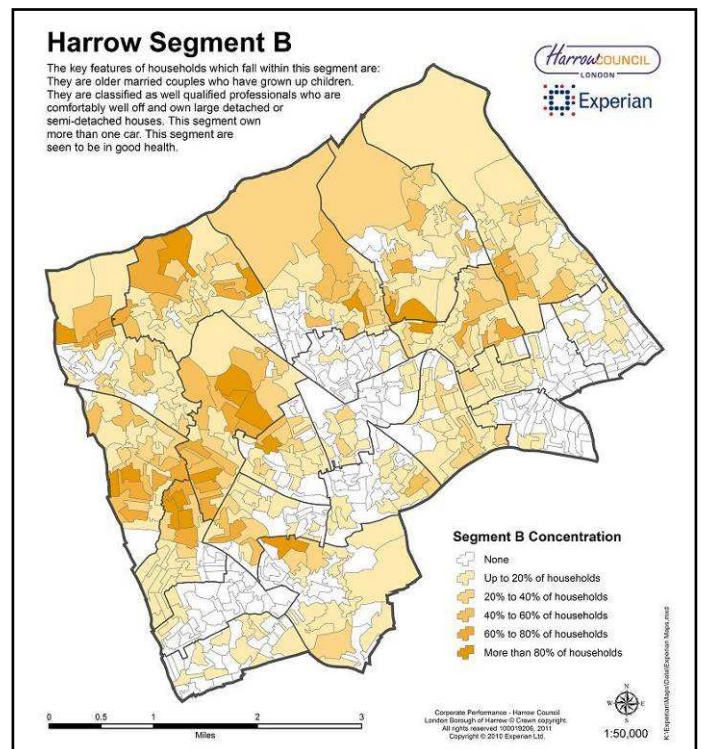 Harrow Segment B
The key features of households which fall within this segment are:
They are older married couples who have grown up children.
They are classified as well qualified professionals who are
comfortably well off and own large detached or
semi-detached houses. This segment own
more than one car. This segment are
seen to be in good health.
HarrowCOUNCIL
LONDON
Experian
Segment B Concentration
None
Up to 20% of households
20% to 40% of households
40% to 60% of households
60% to 80% of households
More than 80% of households
0 0.5 1 2 3
Miles
Corporate Performance - Harrow Council
London Borough of Harrow © Crown copyright.
All rights reserved 100019206, 2011
Copyright © 2010 Experian Ltd.
N
W E
S
1:50,000
K:\Experian\Maps\Data\Experian Maps.mxd